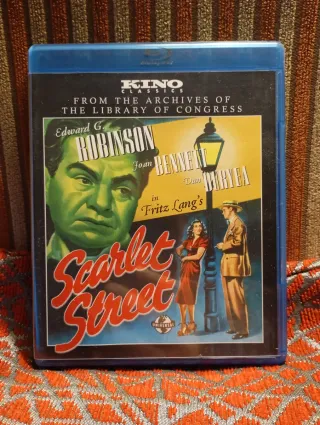 KINO
CLASSICS
FROM THE ARCHIVES OF
THE LIBRARY OF CONGRESS
Edward G.
ROBINSON
Joan BENNETT
Dan DURYEA
in
Fritz Lang's
Scarlet
Street